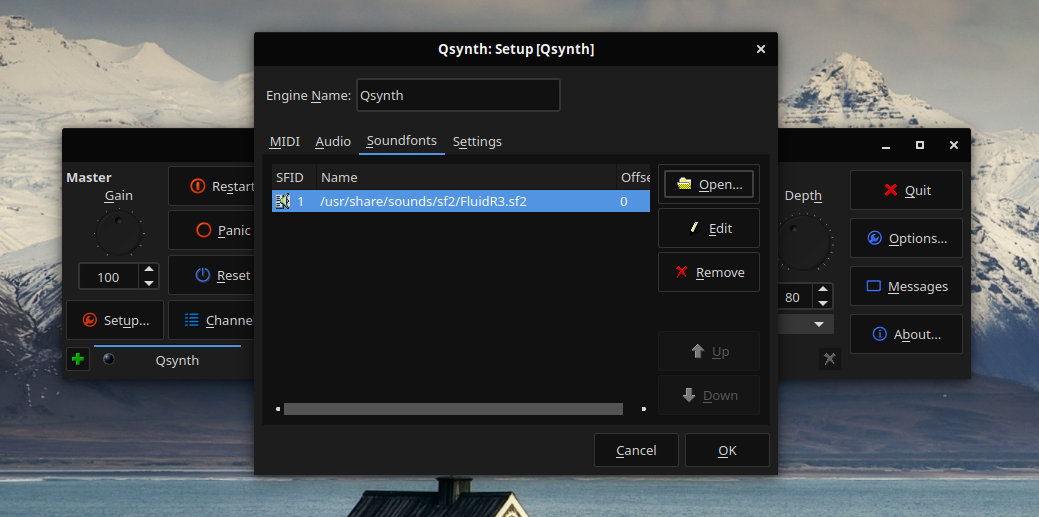 Qsynth: Setup [Qsynth]
Engine Name: Qsynth
MIDI Audio Soundfonts Settings
SFID Name Offse
1 /usr/share/sounds/sf2/FluidR3.sf2 0
Open...
Edit
Remove
Up
Down
Cancel OK
Master
Gain
100
Setup...
Restart
Panic
Reset
Channe
Qsynth
Depth
80
Quit
Options...
Messages
About...